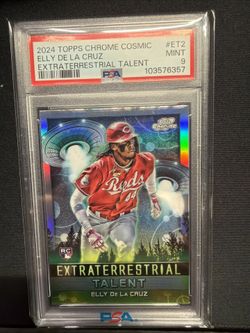 2024 TOPPS CHROME COSMIC #ET2
ELLY DE LA CRUZ MINT
EXTRATERRESTRIAL TALENT 9
PSA 103576357
Reds
44
RC
EXTRATERRESTRIAL
TALENT
ELLY DE LA CRUZ
PSA